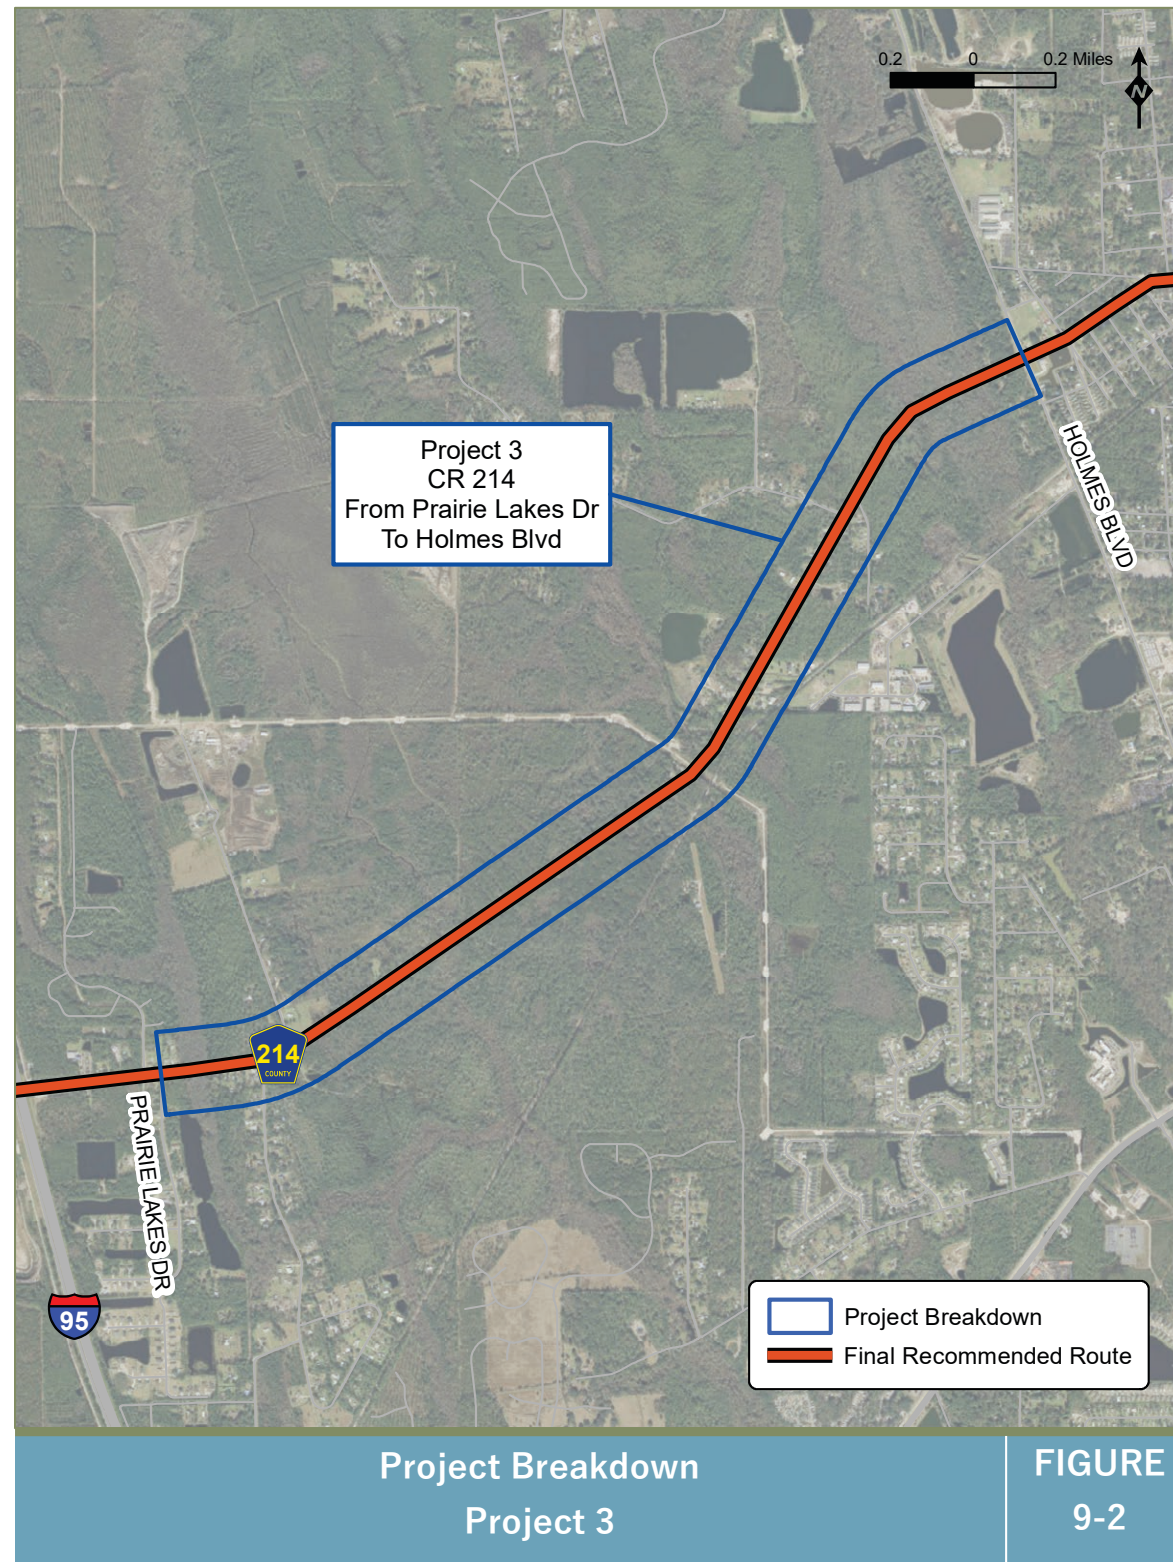 0.2 0 0.2 Miles
N
Project 3
CR 214
From Prairie Lakes Dr
To Holmes Blvd
HOLMES BLVD
214
COUNTY
PRAIRIE LAKES DR
95
Project Breakdown
Final Recommended Route
Project Breakdown
Project 3
FIGURE
9-2